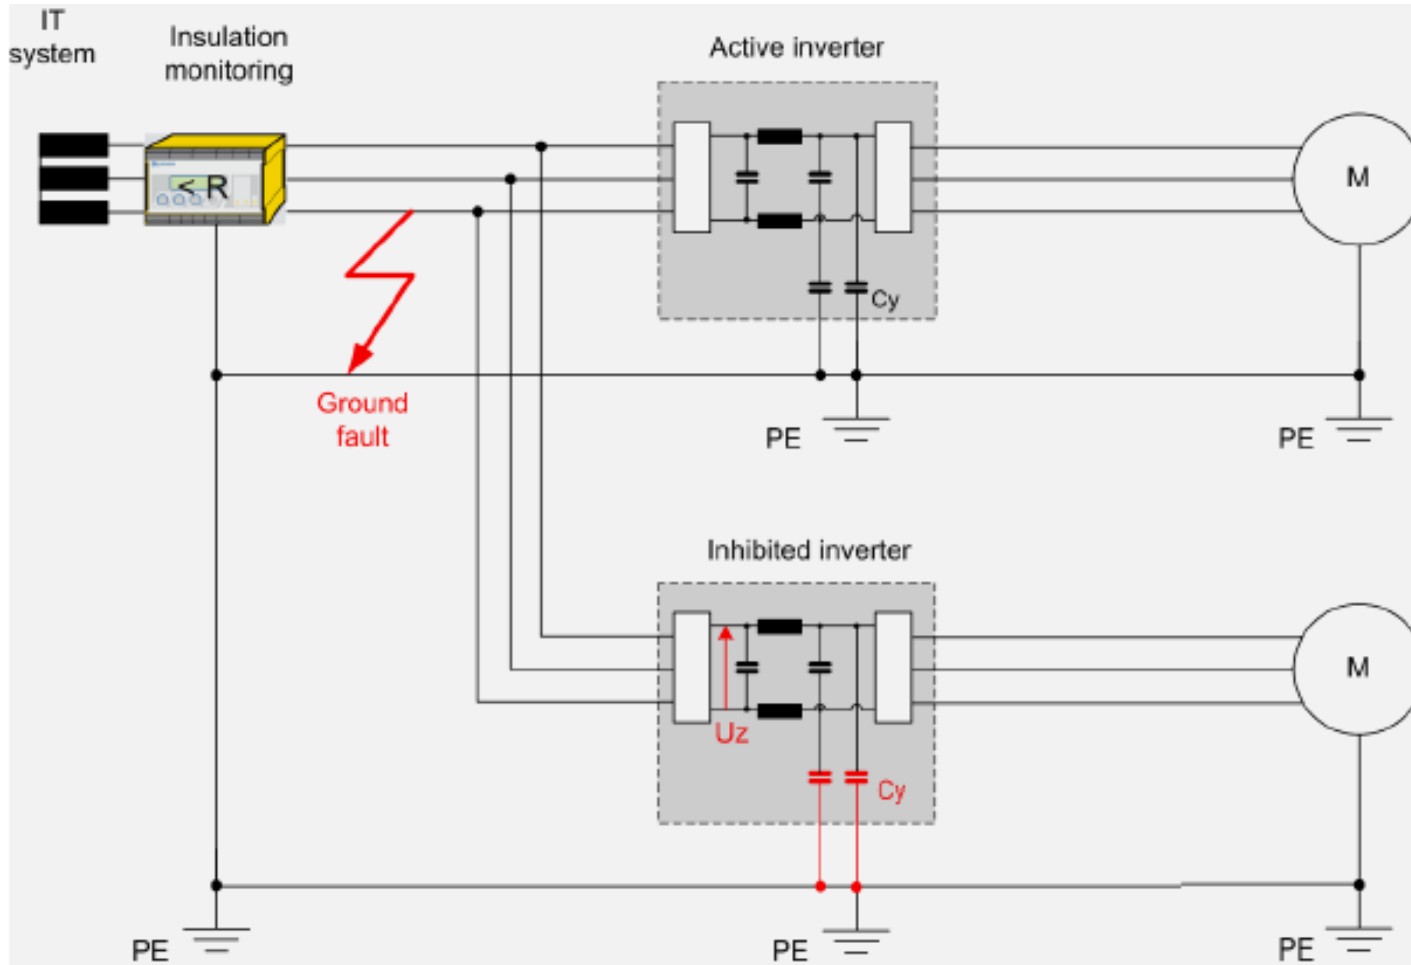 IT
system
Insulation
monitoring
Active inverter
< R
M
Cy
Ground
fault
PE
PE
Inhibited inverter
M
Uz
Cy
PE
PE
PE